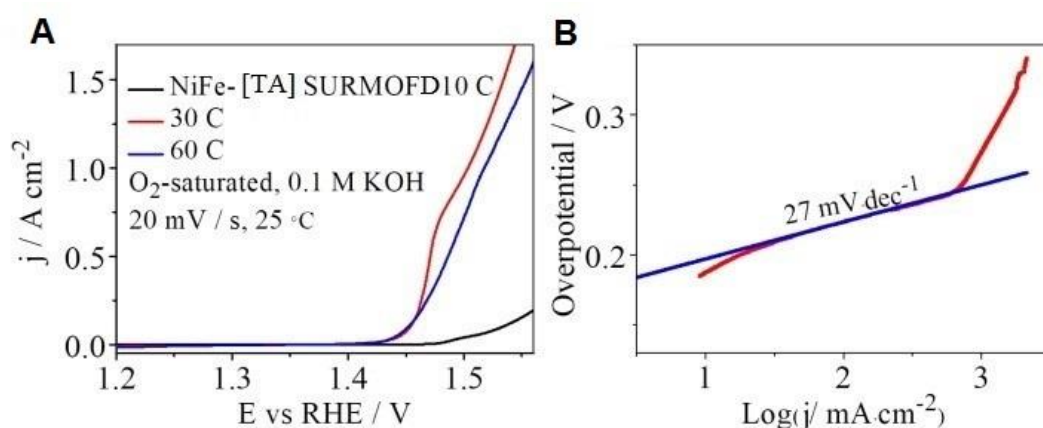 A
NiFe-[TA] SURMOFD10 C
30 C
60 C
O₂-saturated, 0.1 M KOH
20 mV / s, 25 °C
j / A cm⁻²
1.5
1.0
0.5
0.0
1.2 1.3 1.4 1.5
E vs RHE / V
B
Overpotential / V
0.3
0.2
27 mV.dec⁻¹
1 2 3
Log(j/ mA.cm⁻²)